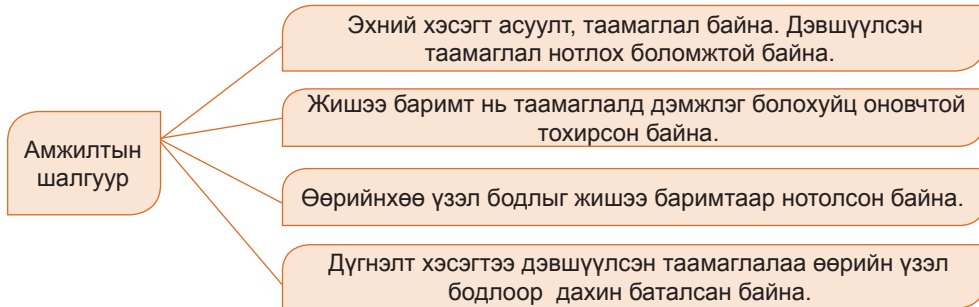 Амжилтын
шалгуур
Эхний хэсэгт асуулт, таамаглал байна. Дэвшүүлсэн
таамаглал нотлох боломжтой байна.
Жишээ баримт нь таамаглалд дэмжлэг болохуйц оновчтой
тохирсон байна.
Өөрийнхөө үзэл бодлыг жишээ баримтаар нотолсон байна.
Дүгнэлт хэсэгтээ дэвшүүлсэн таамаглалаа өөрийн үзэл
бодлоор дахин баталсан байна.